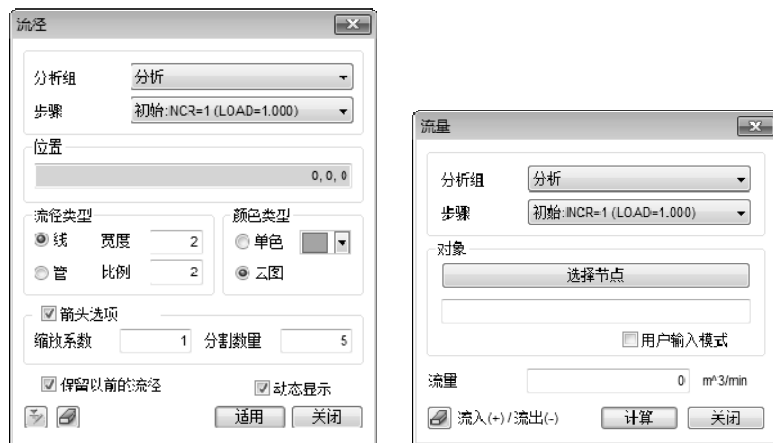 流径
分析组 分析
步骤 初始:NCR=1 (LOAD=1.000)
位置
0, 0, 0
流径类型 颜色类型
线 宽度 2 单色
管 比例 2 云图
箭头选项
缩放系数 1 分割数量 5
保留以前的流径 动态显示
适用 关闭
流量
分析组 分析
步骤 初始:INCR=1 (LOAD=1.000)
对象
选择节点
用户输入模式
流量 0 m^3/min
流入(+)/流出(-) 计算 关闭